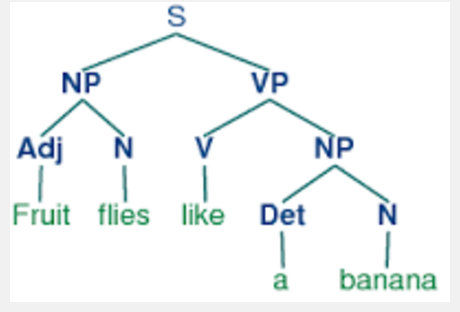 S
NP VP
Adj N V NP
Fruit flies like Det N
a banana